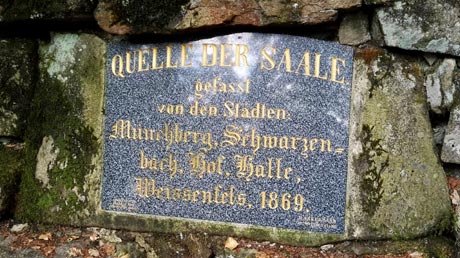 QUELLE DER SAALE
gefasst
von den Städten:
Münchberg, Schwarzen-
bach, Hof, Halle,
Weissenfels. 1869.